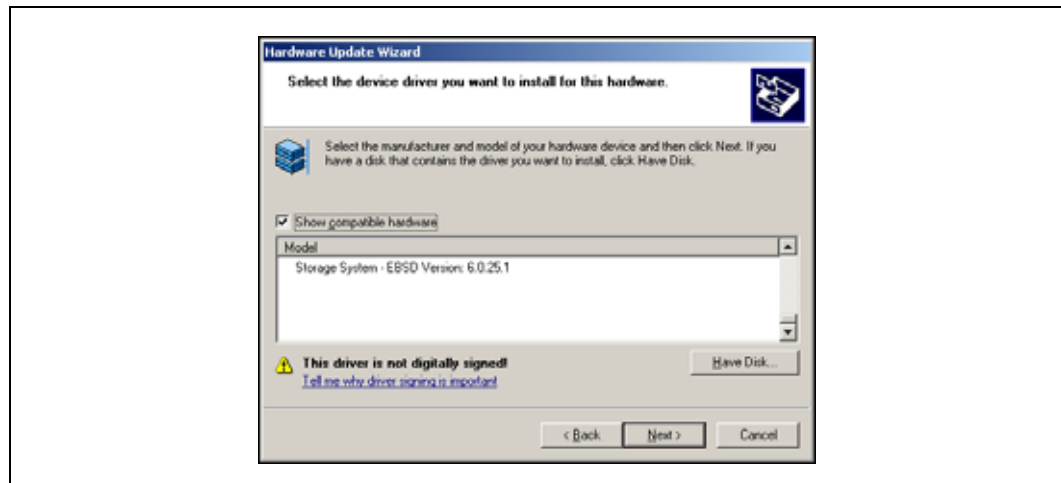 Hardware Update Wizard
Select the device driver you want to install for this hardware.
Select the manufacturer and model of your hardware device and then click Next. If you
have a disk that contains the driver you want to install, click Have Disk.
Show compatible hardware
Model
Storage System - EBSD Version: 6.0.25.1
This driver is not digitally signed!
Have Disk...
Tell me why driver signing is important
< Back Next > Cancel